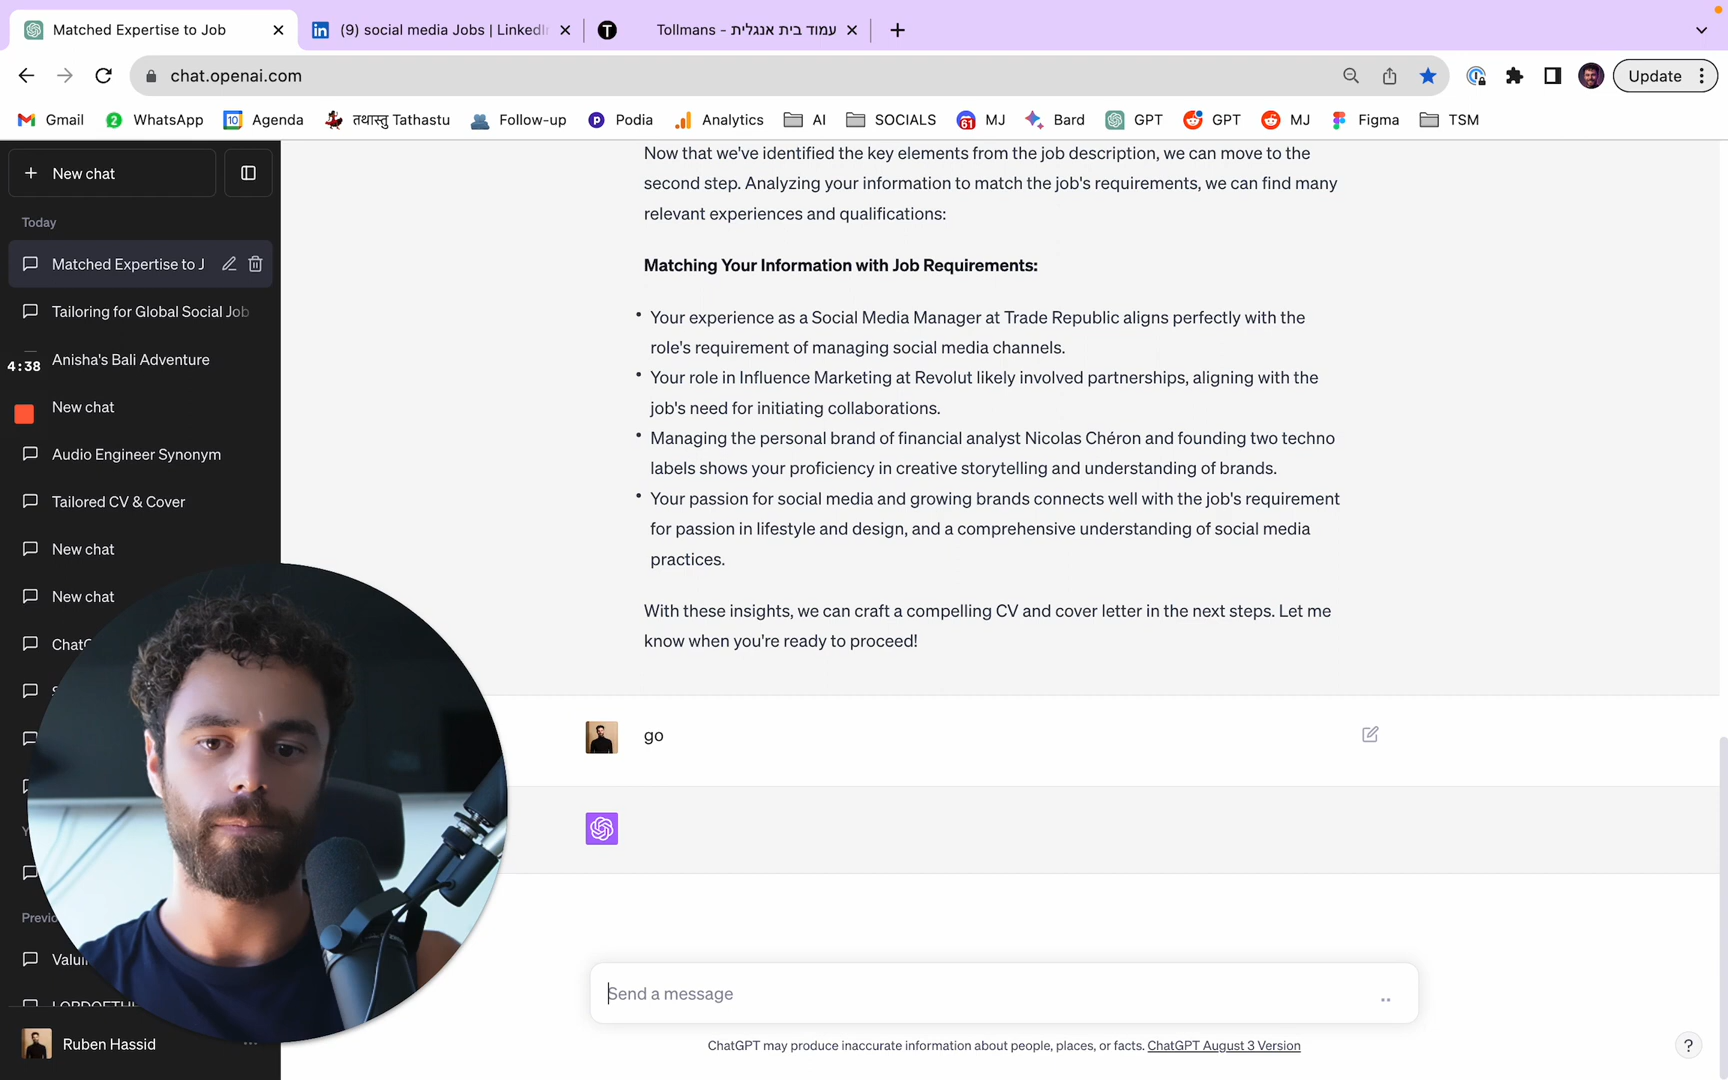 Matched Expertise to Job
(9) social media Jobs | LinkedIn
T
Tollmans - עמוד בית אנגלית
chat.openai.com
Update
Gmail
2
WhatsApp
10
Agenda
तथास्तु Tathastu
Follow-up
P
Podia
Analytics
AI
SOCIALS
61
MJ
Bard
GPT
GPT
MJ
Figma
TSM
New chat
Today
Matched Expertise to J
Tailoring for Global Social Job
Anisha's Bali Adventure
4:38
New chat
Audio Engineer Synonym
Tailored CV & Cover
New chat
New chat
Ruben Hassid
Now that we've identified the key elements from the job description, we can move to the
second step. Analyzing your information to match the job's requirements, we can find many
relevant experiences and qualifications:
Matching Your Information with Job Requirements:
• Your experience as a Social Media Manager at Trade Republic aligns perfectly with the
role's requirement of managing social media channels.
• Your role in Influence Marketing at Revolut likely involved partnerships, aligning with the
job's need for initiating collaborations.
• Managing the personal brand of financial analyst Nicolas Chéron and founding two techno
labels shows your proficiency in creative storytelling and understanding of brands.
• Your passion for social media and growing brands connects well with the job's requirement
for passion in lifestyle and design, and a comprehensive understanding of social media
practices.
With these insights, we can craft a compelling CV and cover letter in the next steps. Let me
know when you're ready to proceed!
go
Send a message
ChatGPT may produce inaccurate information about people, places, or facts. ChatGPT August 3 Version
?